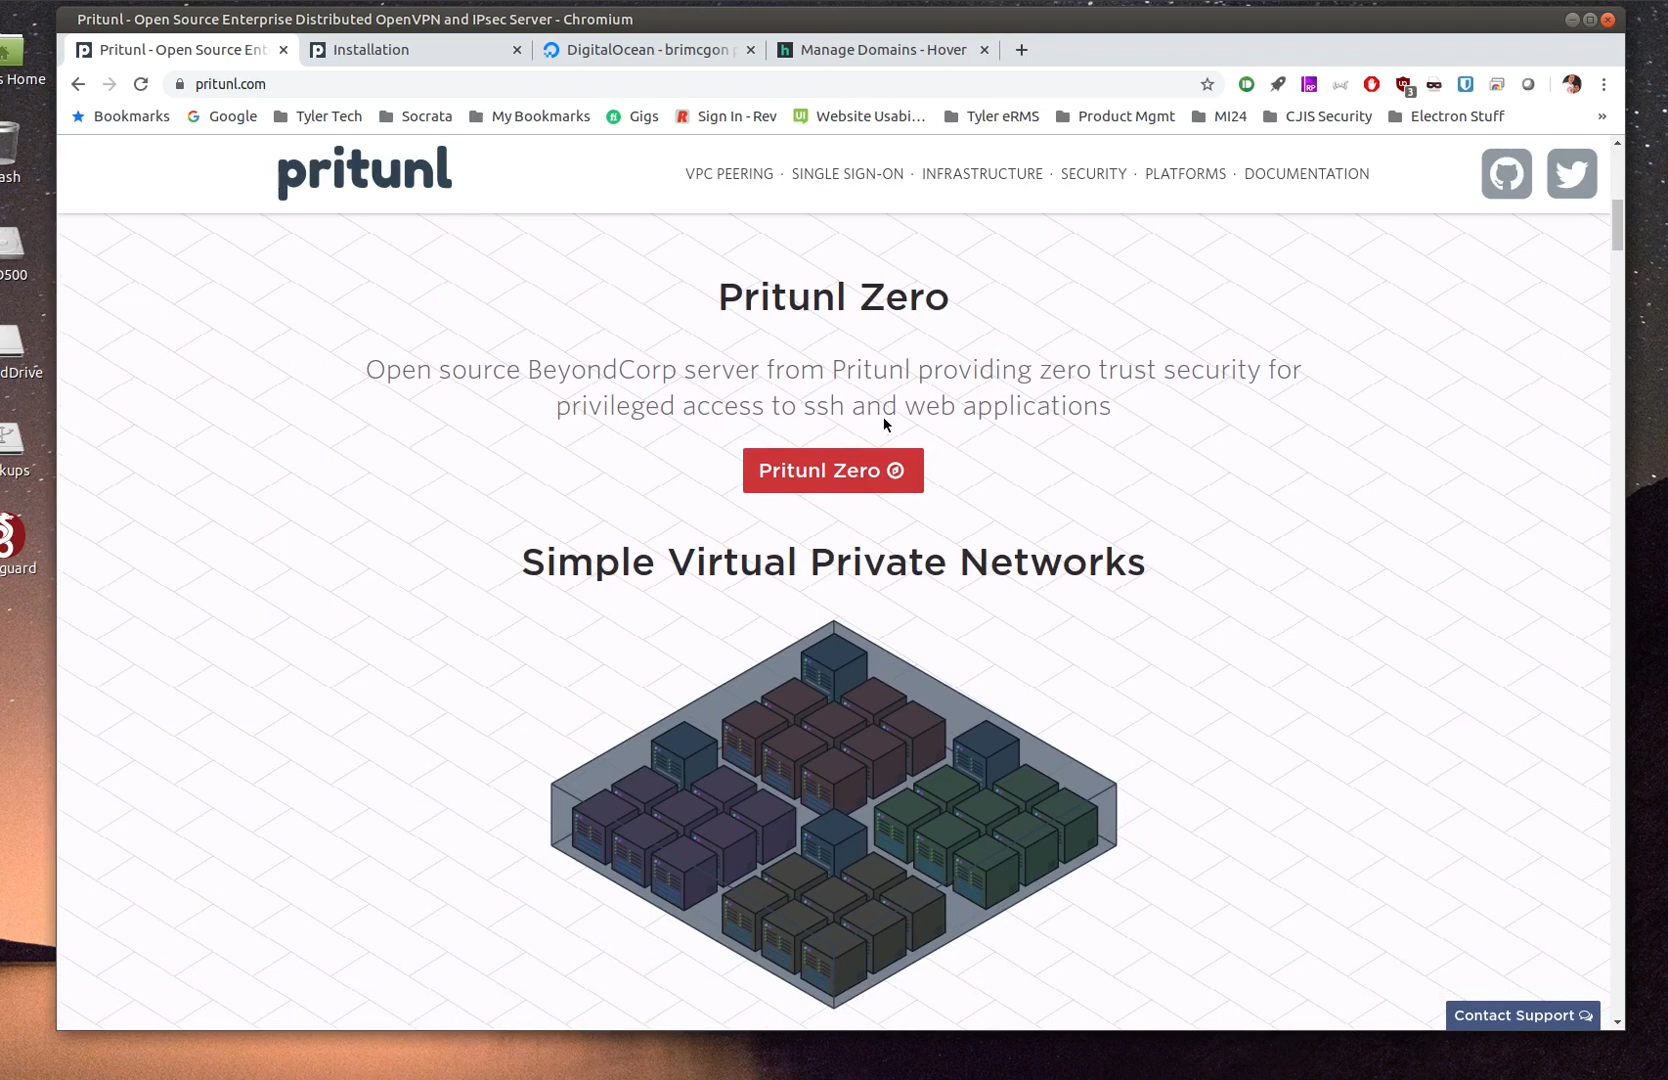 Pritunl - Open Source Enterprise Distributed OpenVPN and IPsec Server - Chromium
Pritunl - Open Source Ent
Installation
DigitalOcean - brimcgon
Manage Domains - Hover
pritunl.com
3
Bookmarks
Google
Tyler Tech
Socrata
My Bookmarks
Gigs
Sign In - Rev
Website Usabi...
Tyler eRMS
Product Mgmt
MI24
CJIS Security
Electron Stuff
»
pritunl
VPC PEERING · SINGLE SIGN-ON · INFRASTRUCTURE · SECURITY · PLATFORMS · DOCUMENTATION
Pritunl Zero
Open source BeyondCorp server from Pritunl providing zero trust security for
privileged access to ssh and web applications
Pritunl Zero
Simple Virtual Private Networks
Contact Support
s Home
ash
0500
dDrive
kups
guard